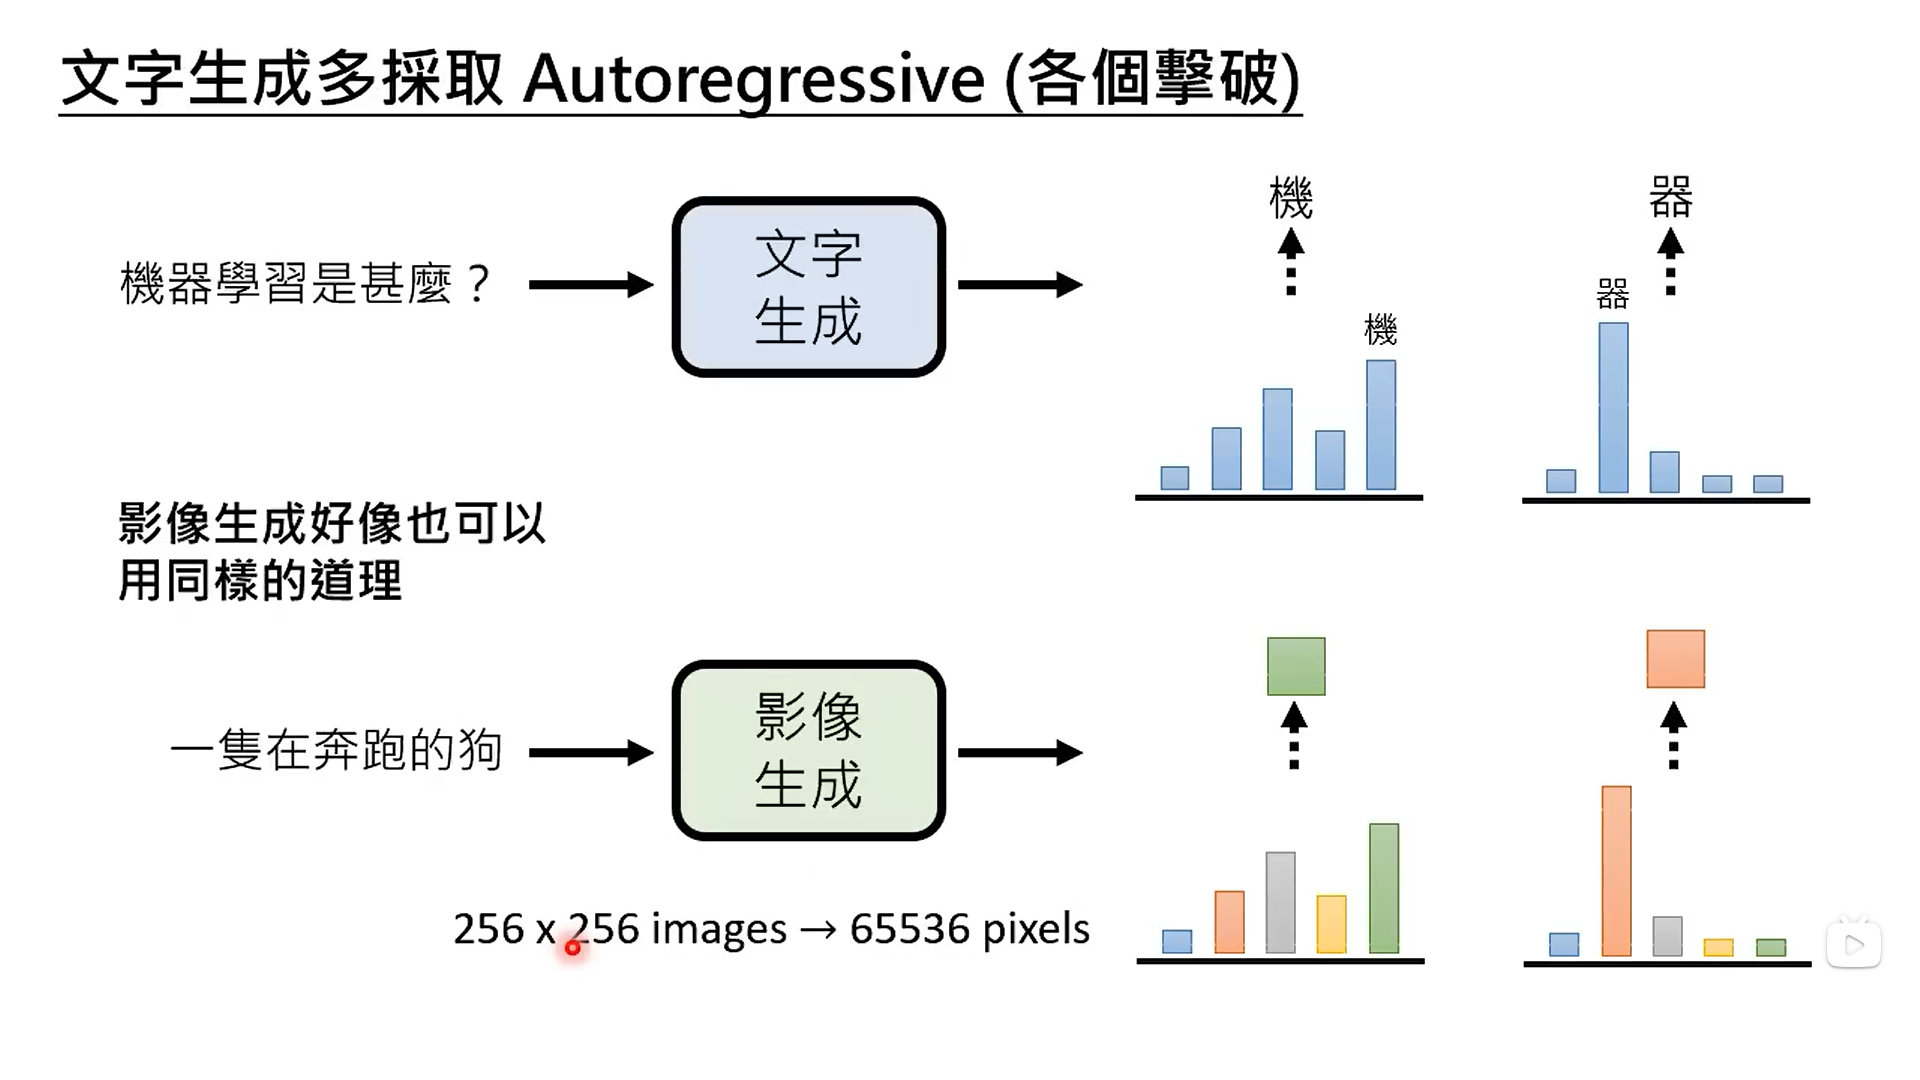 文字生成多採取 Autoregressive (各個擊破)
機器學習是甚麼？
文字
生成
機
機
器
器
影像生成好像也可以
用同樣的道理
一隻在奔跑的狗
影像
生成
256 x 256 images → 65536 pixels